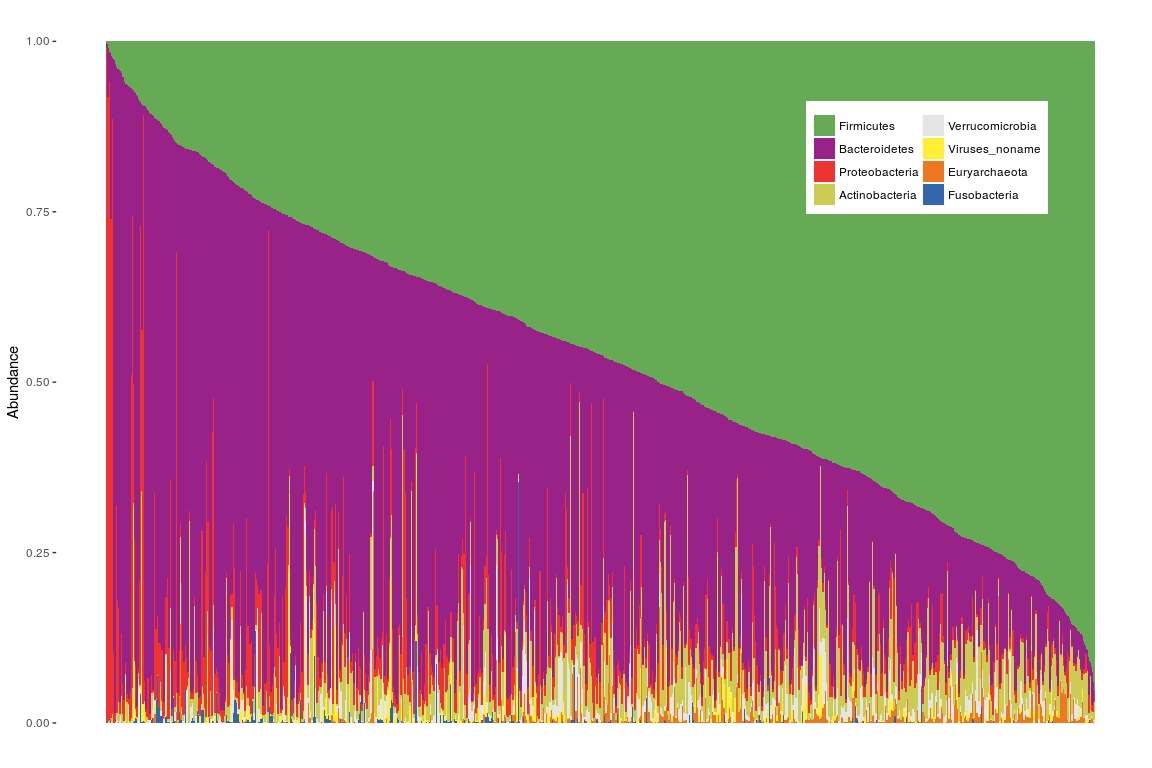 1.00
0.75
0.50
0.25
0.00
Abundance
Firmicutes
Bacteroidetes
Proteobacteria
Actinobacteria
Verrucomicrobia
Viruses_noname
Euryarchaeota
Fusobacteria